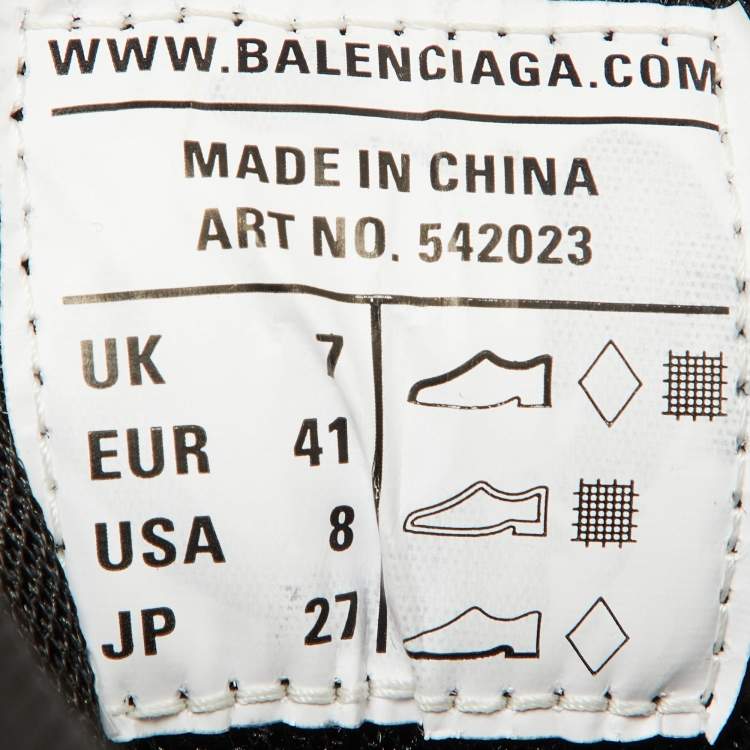 WWW.BALENCIAGA.COM
MADE IN CHINA
ART NO. 542023
UK 7
EUR 41
USA 8
JP 27